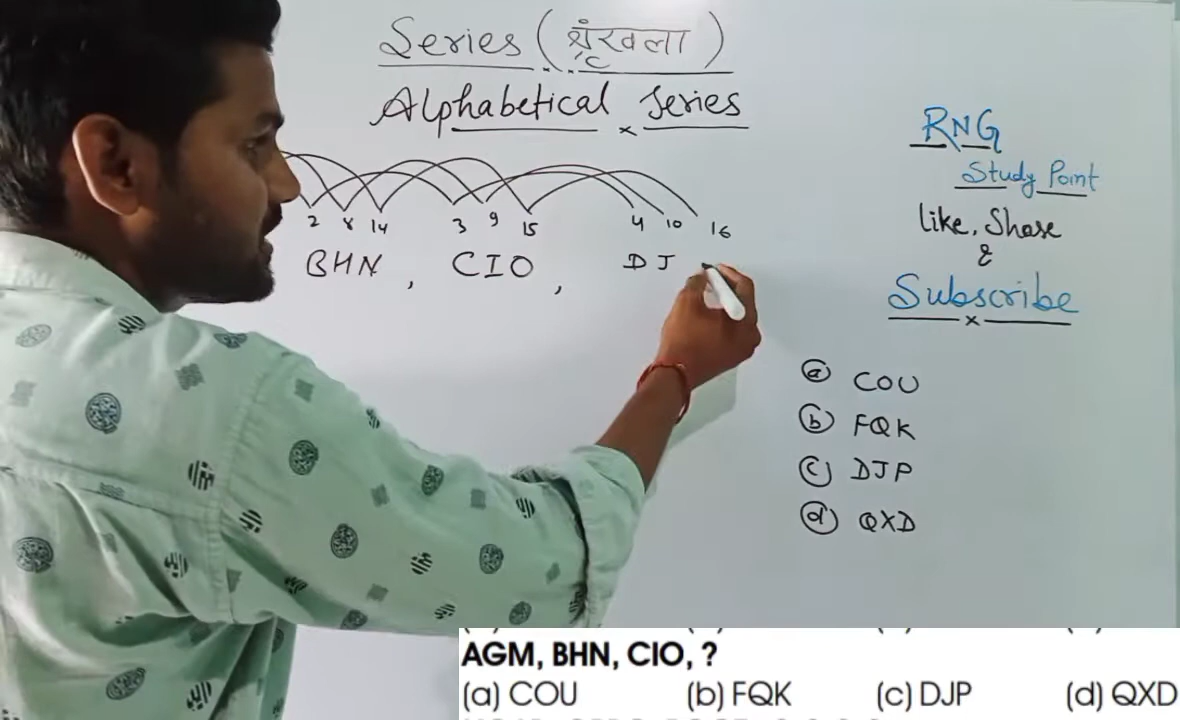 Series (श्रृंखला)
Alphabetical Series
RNG
Study Point
like, Share
&
Subscribe
2 8 14 3 9 15 4 10 16
BHN, CIO, DJ
(a) COU
(b) FQK
(c) DJP
(d) QXD
AGM, BHN, CIO, ?
(a) COU (b) FQK (c) DJP (d) QXD